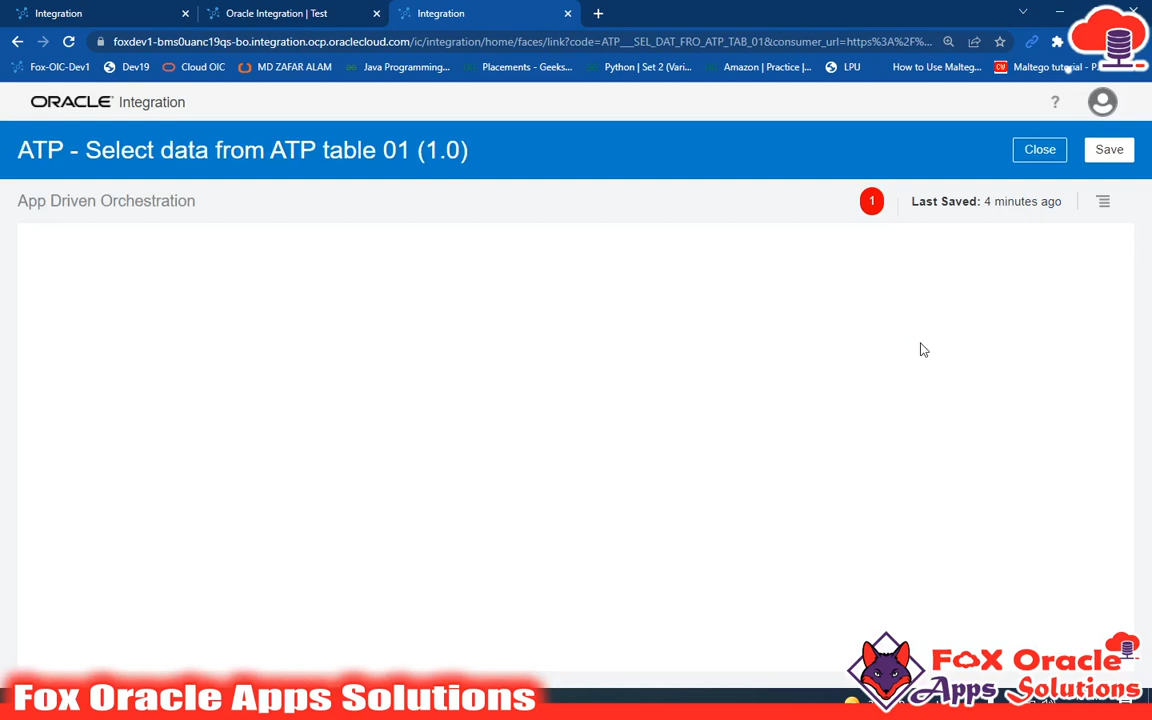 Integration
Oracle Integration | Test
Integration
foxdev1-bms0uanc19qs-bo.integration.ocp.oraclecloud.com/ic/integration/home/faces/link?code=ATP__SEL_DAT_FRO_ATP_TAB_01&consumer_url=https%3A%2F%...
Fox-OIC-Dev1
Dev19
Cloud OIC
MD ZAFAR ALAM
Java Programming...
Placements - Geeks...
Python | Set 2 (Vari...
Amazon | Practice |...
LPU
How to Use Malteg...
ORACLE Integration
?
ATP - Select data from ATP table 01 (1.0)
Close
Save
App Driven Orchestration
1
Last Saved: 4 minutes ago
Fox Oracle Apps Solutions
FOX Oracle
Apps Solutions